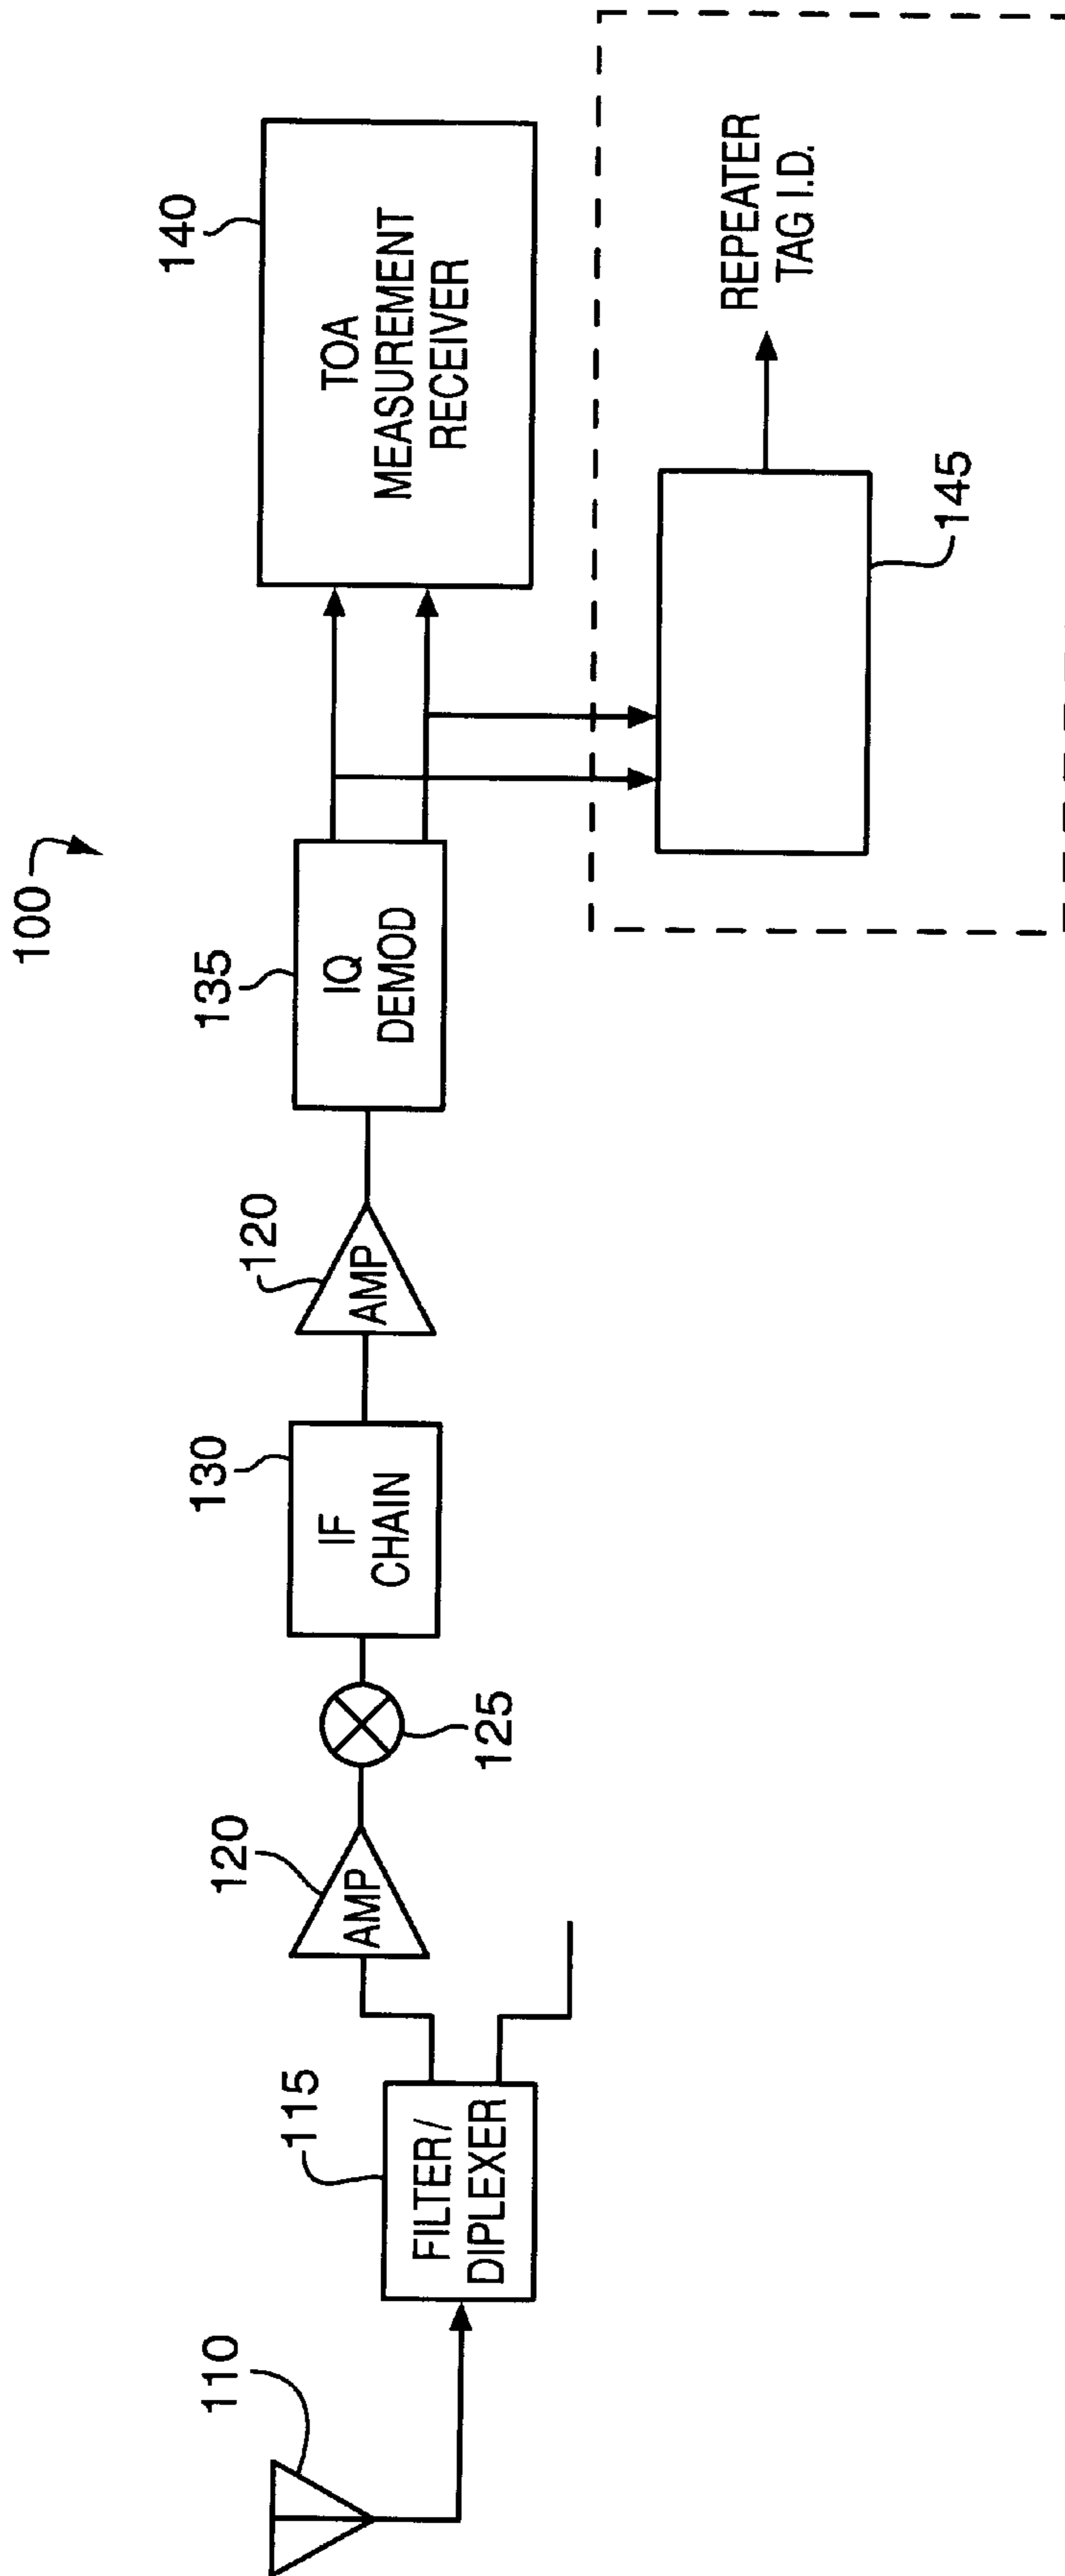 100
110
115
FILTER/
DIPLEXER
120
AMP
125
130
IF
CHAIN
120
AMP
135
IQ
DEMOD
140
TOA
MEASUREMENT
RECEIVER
145
REPEATER
TAG I.D.